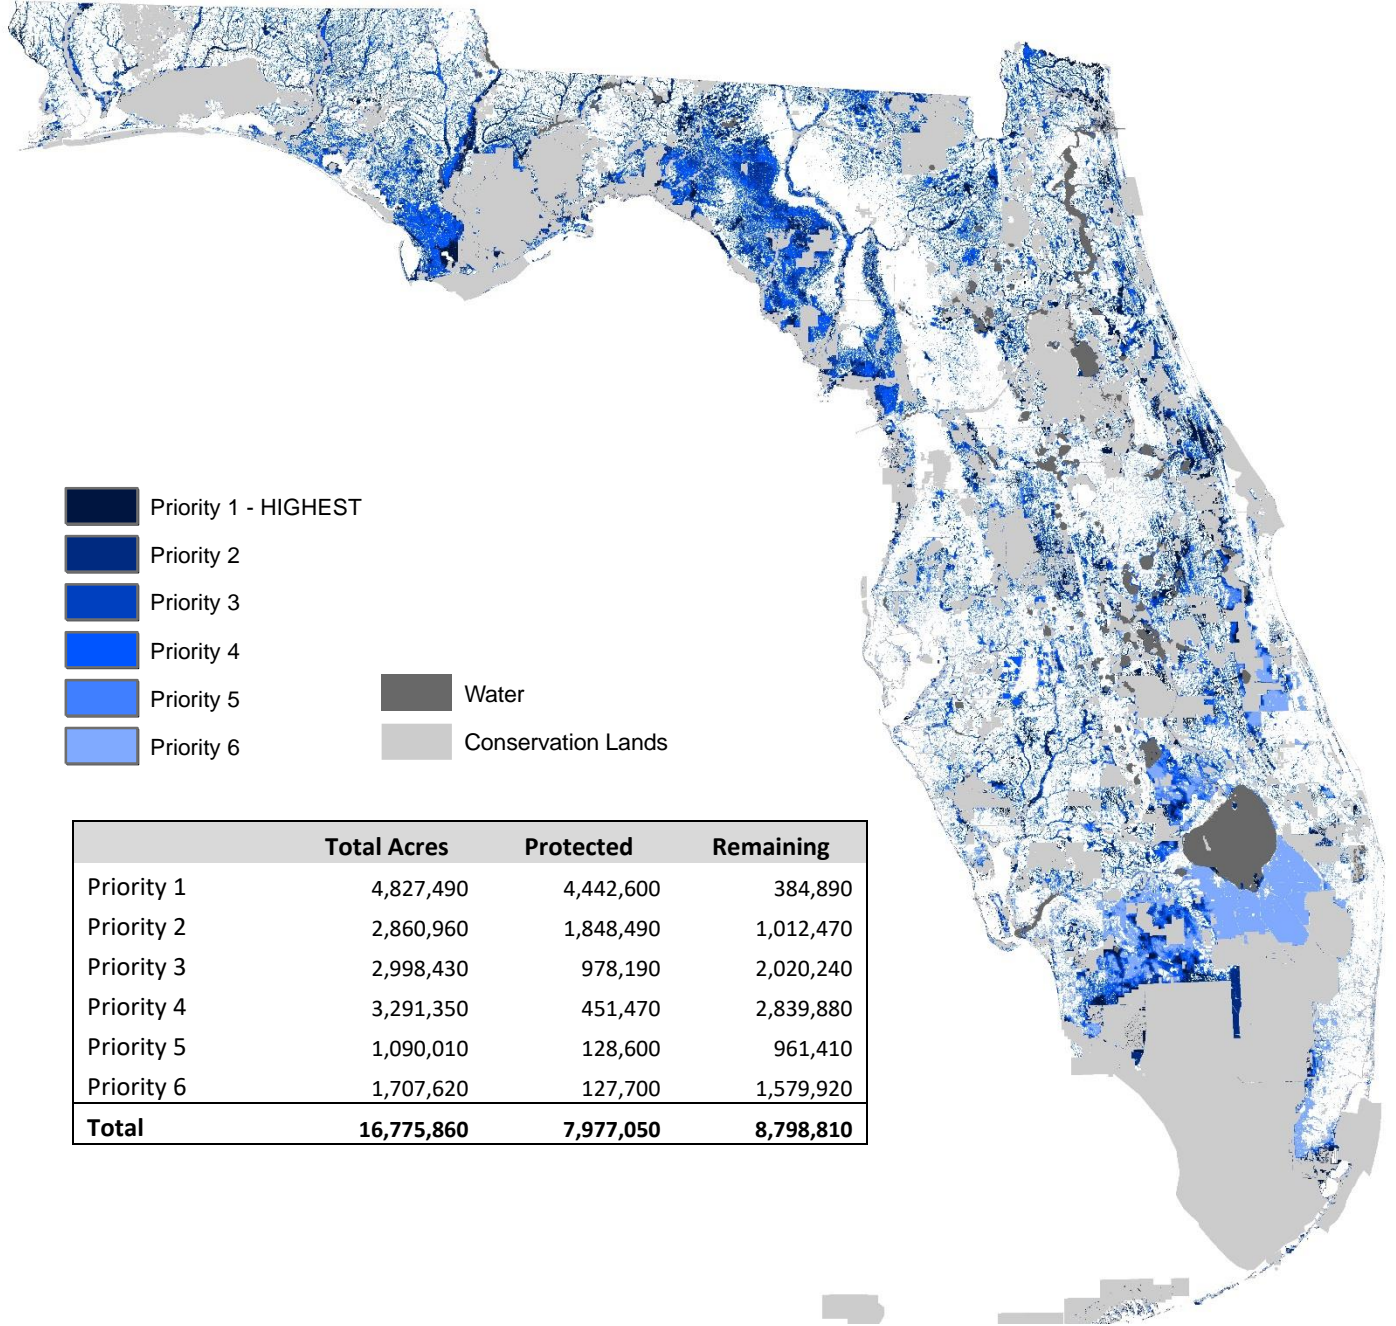 Priority 1 - HIGHEST
Priority 2
Priority 3
Priority 4
Priority 5
Priority 6
Water
Conservation Lands
Total Acres Protected Remaining
Priority 1 4,827,490 4,442,600 384,890
Priority 2 2,860,960 1,848,490 1,012,470
Priority 3 2,998,430 978,190 2,020,240
Priority 4 3,291,350 451,470 2,839,880
Priority 5 1,090,010 128,600 961,410
Priority 6 1,707,620 127,700 1,579,920
Total 16,775,860 7,977,050 8,798,810